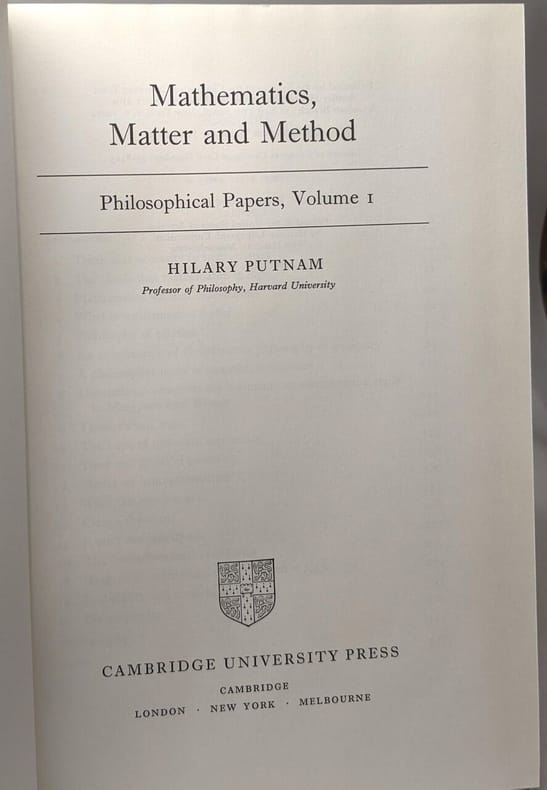 Mathematics,
Matter and Method
Philosophical Papers, Volume 1
HILARY PUTNAM
Professor of Philosophy, Harvard University
CAMBRIDGE UNIVERSITY PRESS
CAMBRIDGE
LONDON · NEW YORK · MELBOURNE